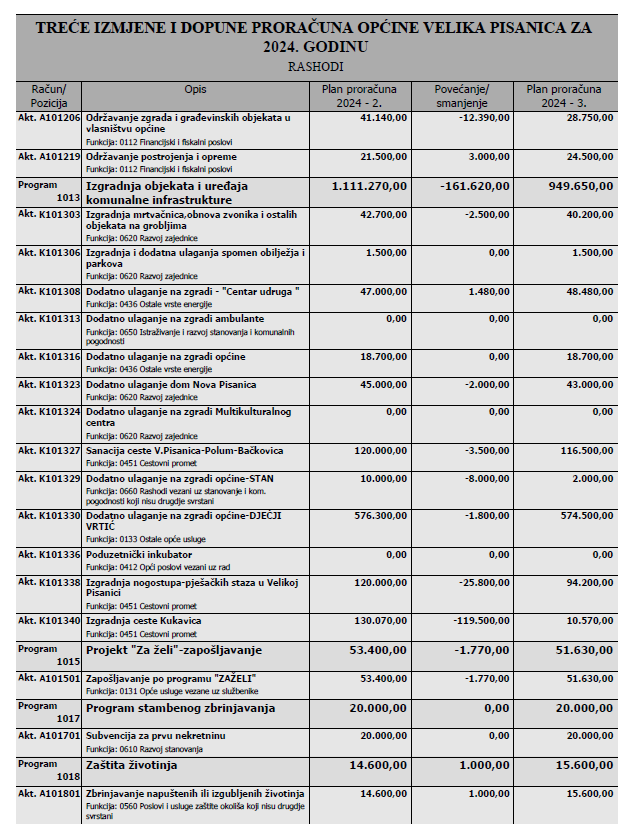 TREĆE IZMJENE I DOPUNE PRORAČUNA OPĆINE VELIKA PISANICA ZA
2024. GODINU
RASHODI
Račun/ Opis Plan proračuna Povećanje/ Plan proračuna
Pozicija 2024 - 2. smanjenje 2024 - 3.
Akt. A101206 Održavanje zgrada i građevinskih objekata u 41.140,00 -12.390,00 28.750,00
vlasništvu općine
Funkcija: 0112 Financijski i fiskalni poslovi
Akt. A101219 Održavanje postrojenja i opreme 21.500,00 3.000,00 24.500,00
Funkcija: 0112 Financijski i fiskalni poslovi
Program Izgradnja objekata i uređaja 1.111.270,00 -161.620,00 949.650,00
1013 komunalne infrastrukture
Akt. K101303 Izgradnja mrtvačnica,obnova zvonika i ostalih 42.700,00 -2.500,00 40.200,00
objekata na grobljima
Funkcija: 0620 Razvoj zajednice
Akt. K101306 Izgradnja i dodatna ulaganja spomen obilježja i 1.500,00 0,00 1.500,00
parkova
Funkcija: 0620 Razvoj zajednice
Akt. K101308 Dodatno ulaganje na zgradi - "Centar udruga " 47.000,00 1.480,00 48.480,00
Funkcija: 0436 Ostale vrste energije
Akt. K101313 Dodatno ulaganje na zgradi ambulante 0,00 0,00 0,00
Funkcija: 0650 Istraživanje i razvoj stanovanja i komunalnih
pogodnosti
Akt. K101316 Dodatno ulaganje na zgradi općine 18.700,00 0,00 18.700,00
Funkcija: 0436 Ostale vrste energije
Akt. K101323 Dodatno ulaganje dom Nova Pisanica 45.000,00 -2.000,00 43.000,00
Funkcija: 0620 Razvoj zajednice
Akt. K101324 Dodatno ulaganje na zgradi Multikulturalnog 0,00 0,00 0,00
centra
Funkcija: 0620 Razvoj zajednice
Akt. K101327 Sanacija ceste V.Pisanica-Polum-Bačkovica 120.000,00 -3.500,00 116.500,00
Funkcija: 0451 Cestovni promet
Akt. K101329 Dodatno ulaganje na zgradi općine-STAN 10.000,00 -8.000,00 2.000,00
Funkcija: 0660 Rashodi vezani uz stanovanje i kom.
pogodnosti koji nisu drugdje svrstani
Akt. K101330 Dodatno ulaganje na zgradi općine-DJEČJI 576.300,00 -1.800,00 574.500,00
VRTIĆ
Funkcija: 0133 Ostale opće usluge
Akt. K101336 Poduzetnički inkubator 0,00 0,00 0,00
Funkcija: 0412 Opći poslovi vezani uz rad
Akt. K101338 Izgradnja nogostupa-pješačkih staza u Velikoj 120.000,00 -25.800,00 94.200,00
Pisanici
Funkcija: 0451 Cestovni promet
Akt. K101340 Izgradnja ceste Kukavica 130.070,00 -119.500,00 10.570,00
Funkcija: 0451 Cestovni promet
Program Projekt "Za želi"-zapošljavanje 53.400,00 -1.770,00 51.630,00
1015
Akt. A101501 Zapošljavanje po programu "ZAŽELI" 53.400,00 -1.770,00 51.630,00
Funkcija: 0131 Opće usluge vezane uz službenike
Program Program stambenog zbrinjavanja 20.000,00 0,00 20.000,00
1017
Akt. A101701 Subvencija za prvu nekretninu 20.000,00 0,00 20.000,00
Funkcija: 0610 Razvoj stanovanja
Program Zaštita životinja 14.600,00 1.000,00 15.600,00
1018
Akt. A101801 Zbrinjavanje napuštenih ili izgubljenih životinja 14.600,00 1.000,00 15.600,00
Funkcija: 0560 Poslovi i usluge zaštite okoliša koji nisu drugdje
svrstani